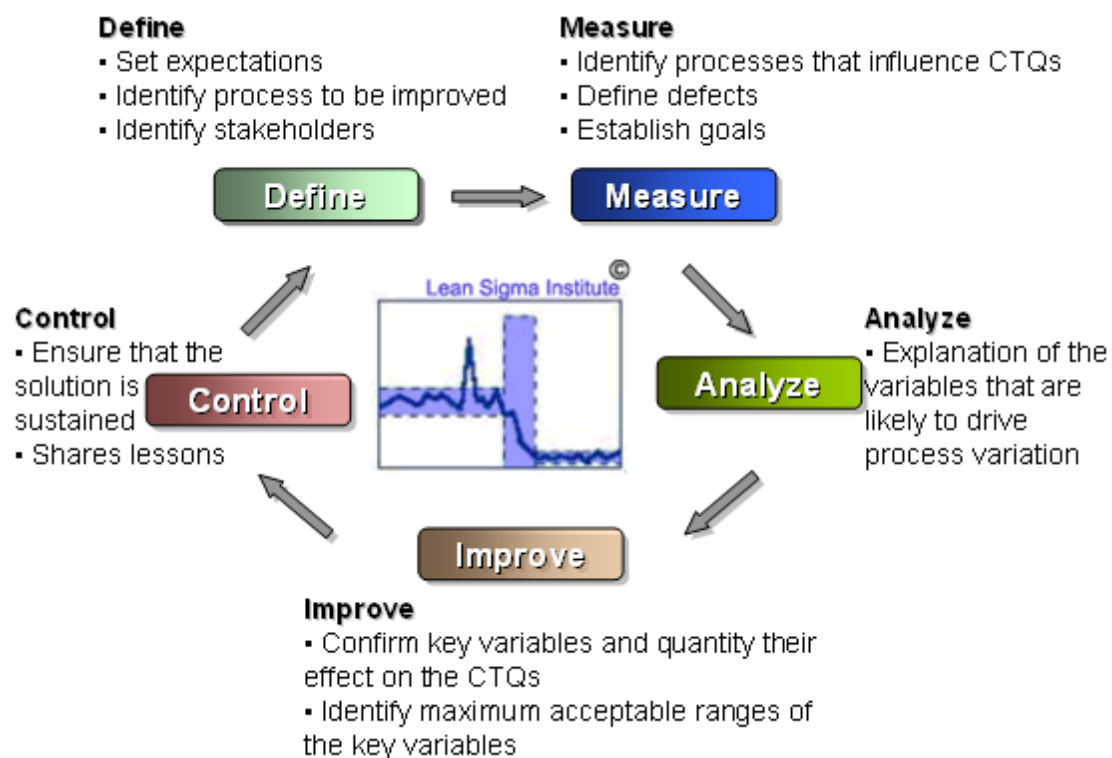 Define
▪ Set expectations
▪ Identify process to be improved
▪ Identify stakeholders
Measure
▪ Identify processes that influence CTQs
▪ Define defects
▪ Establish goals
Define
Measure
©
Lean Sigma Institute
Control
▪ Ensure that the
solution is
sustained
▪ Shares lessons
Control
Analyze
Analyze
▪ Explanation of the
variables that are
likely to drive
process variation
Improve
Improve
▪ Confirm key variables and quantity their
effect on the CTQs
▪ Identify maximum acceptable ranges of
the key variables